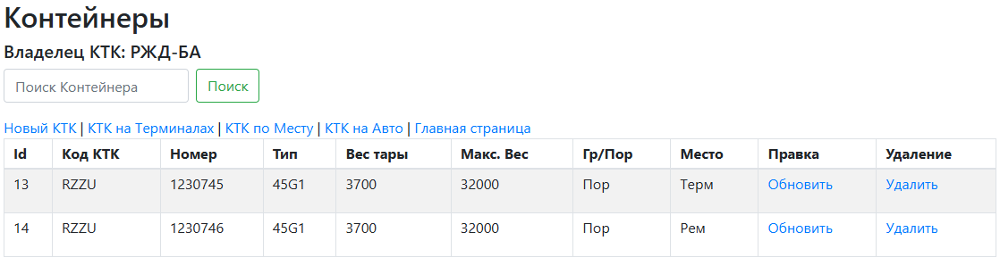 Контейнеры
Владелец КТК: РЖД-БА
Поиск Контейнера Поиск
Новый КТК | КТК на Терминалах | КТК по Месту | КТК на Авто | Главная страница
Id Код КТК Номер Тип Вес тары Макс. Вес Гр/Пор Место Правка Удаление
13 RZZU 1230745 45G1 3700 32000 Пор Терм Обновить Удалить
14 RZZU 1230746 45G1 3700 32000 Пор Рем Обновить Удалить